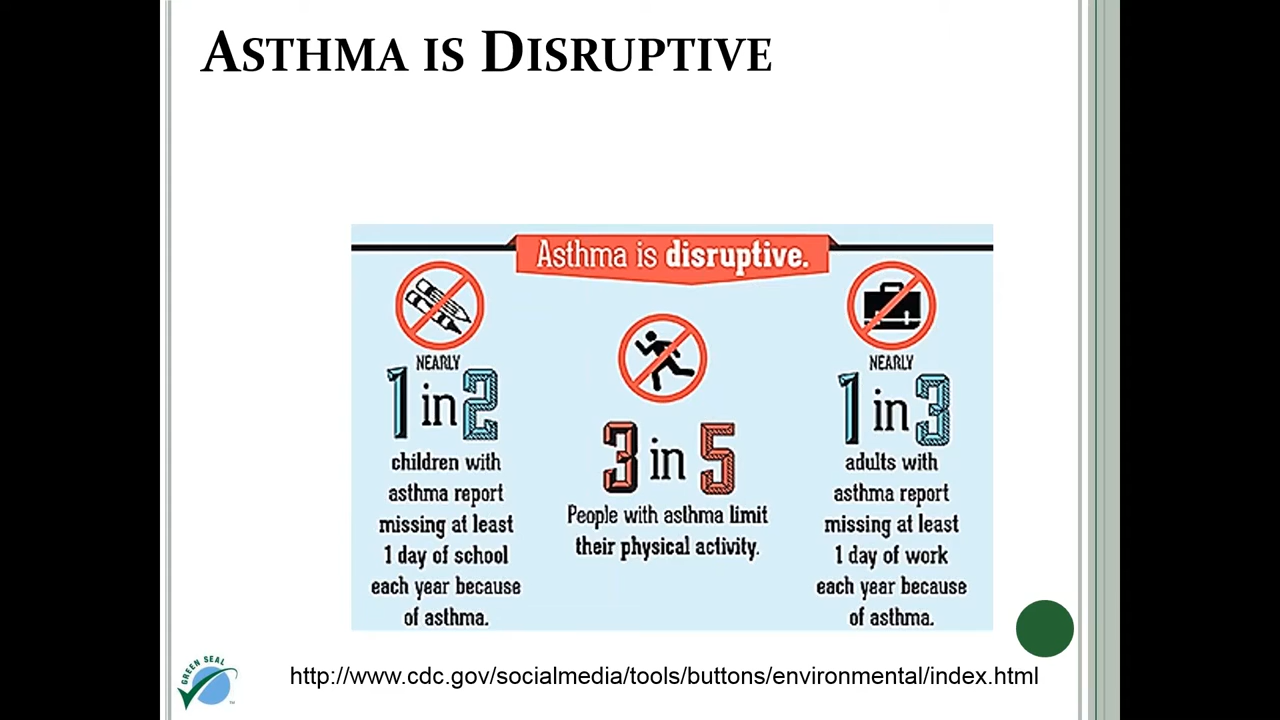 ASTHMA IS DISRUPTIVE
Asthma is disruptive.
NEARLY
1 in 2
children with
asthma report
missing at least
1 day of school
each year because
of asthma.
3 in 5
People with asthma limit
their physical activity.
NEARLY
1 in 3
adults with
asthma report
missing at least
1 day of work
each year because
of asthma.
GREEN SEAL
TM
http://www.cdc.gov/socialmedia/tools/buttons/environmental/index.html